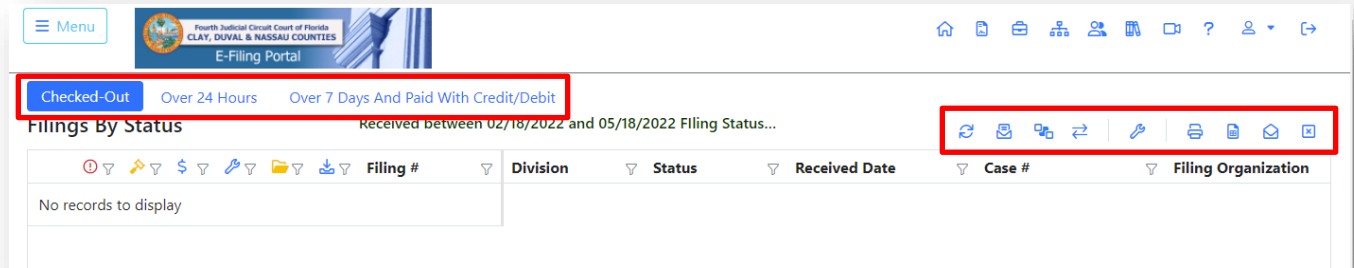 Menu
Fourth Judicial Circuit Court of Florida
CLAY, DUVAL & NASSAU COUNTIES
E-Filing Portal
Checked-Out Over 24 Hours Over 7 Days And Paid With Credit/Debit
Filings By Status Received between 02/18/2022 and 05/18/2022 FIling Status...
Filing # Division Status Received Date Case # Filing Organization
No records to display